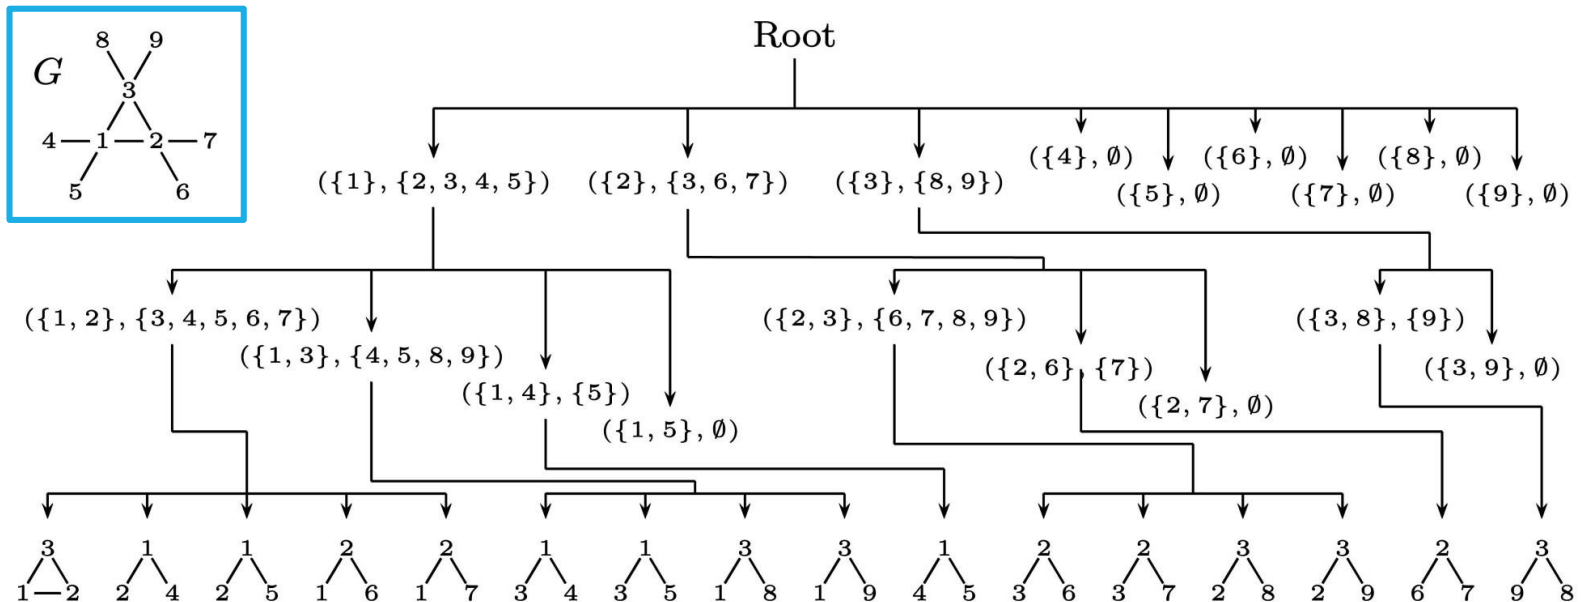 Root
8 9
G
3
4 1 2 7
5 6
({4}, ∅) ({6}, ∅) ({8}, ∅)
({1}, {2, 3, 4, 5}) ({2}, {3, 6, 7}) ({3}, {8, 9})
({5}, ∅) ({7}, ∅) ({9}, ∅)
({1, 2}, {3, 4, 5, 6, 7}) ({2, 3}, {6, 7, 8, 9}) ({3, 8}, {9})
({1, 3}, {4, 5, 8, 9}) ({2, 6}, {7}) ({3, 9}, ∅)
({1, 4}, {5}) ({2, 7}, ∅)
({1, 5}, ∅)
3 1 1 2 2 1 1 3 3 1 2 2 3 3 2 3
1 2 2 4 2 5 1 6 1 7 3 4 3 5 1 8 1 9 4 5 3 6 3 7 2 8 2 9 6 7 9 8